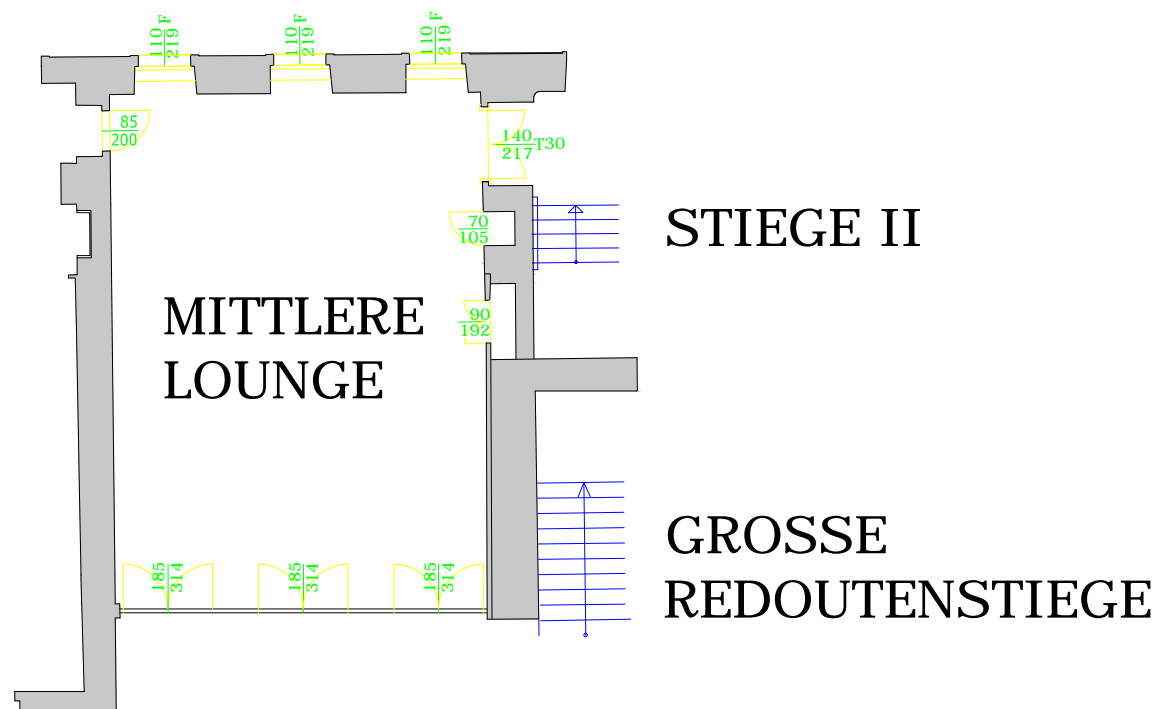 110 F
219
110 F
219
110 F
219
85
200
140
217
T30
70
105
STIEGE II
MITTLERE
LOUNGE
90
192
GROSSE
REDOUTENSTIEGE
185
314
185
314
185
314